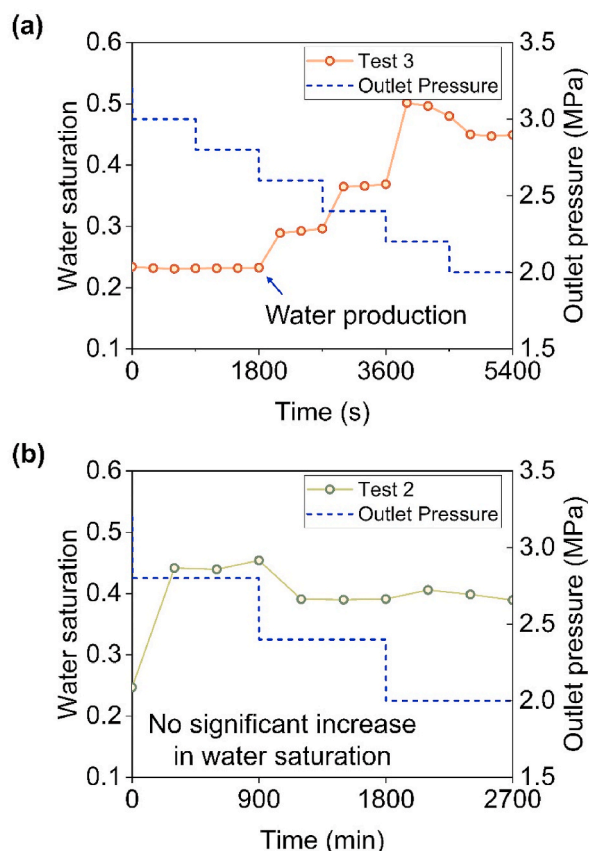 (a)
0.6
0.5
0.4
0.3
0.2
0.1
Water saturation
Test 3
Outlet Pressure
Water production
3.5
3.0
2.5
2.0
1.5
Outlet pressure (MPa)
0
1800
3600
5400
Time (s)
(b)
0.6
0.5
0.4
0.3
0.2
0.1
Water saturation
Test 2
Outlet Pressure
No significant increase
in water saturation
3.5
3.0
2.5
2.0
1.5
Outlet pressure (MPa)
0
900
1800
2700
Time (min)